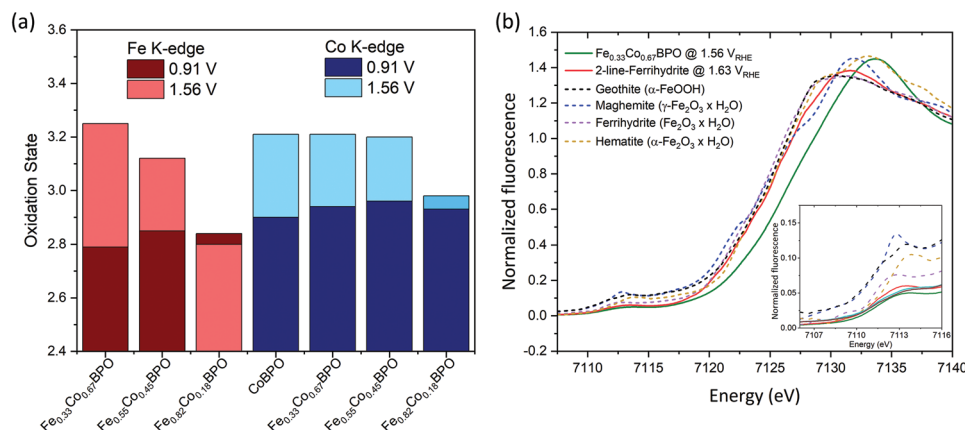 (a)
3.6
3.4
3.2
3.0
2.8
2.6
2.4
Oxidation State
Fe K-edge
0.91 V
1.56 V
Co K-edge
0.91 V
1.56 V
Fe0.33Co0.67BPO
Fe0.55Co0.45BPO
Fe0.82Co0.18BPO
CoBPO
Fe0.33Co0.67BPO
Fe0.55Co0.45BPO
Fe0.82Co0.18BPO
(b)
1.6
1.4
1.2
1.0
0.8
0.6
0.4
0.2
0.0
-0.2
Normalized fluorescence
Fe0.33Co0.67BPO @ 1.56 VRHE
2-line-Ferrihydrite @ 1.63 VRHE
Geothite (α-FeOOH)
Maghemite (γ-Fe2O3 x H2O)
Ferrihydrite (Fe2O3 x H2O)
Hematite (α-Fe2O3 x H2O)
0.15
0.10
0.05
0.00
Normalized fluorescence
7107 7110 7113 7116
Energy (eV)
7110 7115 7120 7125 7130 7135 7140
Energy (eV)